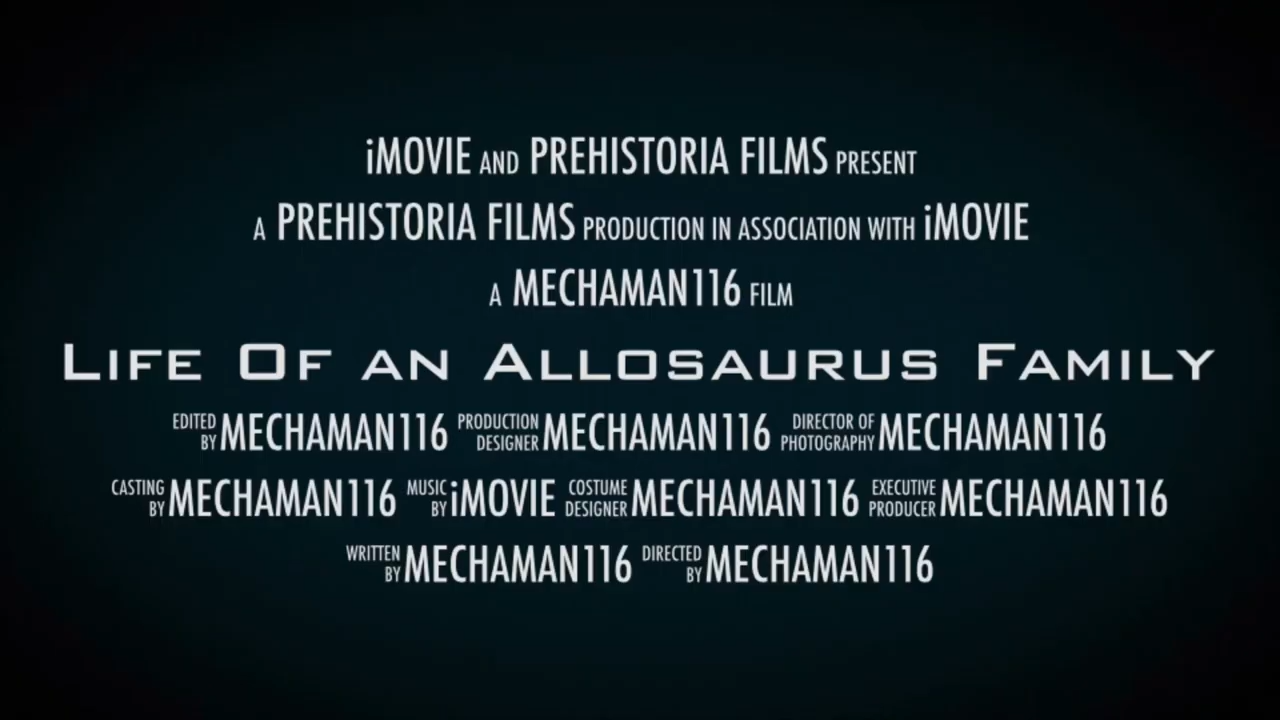 iMOVIE AND PREHISTORIA FILMS PRESENT
A PREHISTORIA FILMS PRODUCTION IN ASSOCIATION WITH iMOVIE
A MECHAMAN116 FILM
LIFE OF AN ALLOSAURUS FAMILY
EDITED BY MECHAMAN116 PRODUCTION DESIGNER MECHAMAN116 DIRECTOR OF PHOTOGRAPHY MECHAMAN116
CASTING BY MECHAMAN116 MUSIC BY iMOVIE COSTUME DESIGNER MECHAMAN116 EXECUTIVE PRODUCER MECHAMAN116
WRITTEN BY MECHAMAN116 DIRECTED BY MECHAMAN116